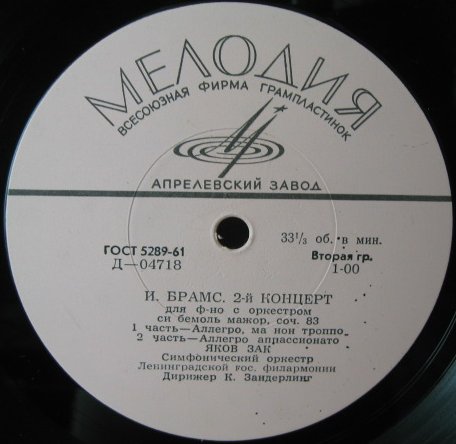 МЕЛОДИЯ
ВСЕСОЮЗНАЯ ФИРМА ГРАМПЛАСТИНОК
АПРЕЛЕВСКИЙ ЗАВОД
ГОСТ 5289-61
Д—04718
33 1/3 об. в мин.
Вторая гр.
1-00
И. БРАМС. 2-й КОНЦЕРТ
для ф-но с оркестром
си бемоль мажор, соч. 83
1 часть—Аллегро, ма нон троппо
2 часть—Аллегро апрассионато
ЯКОВ ЗАК
Симфонический оркестр
Ленинградской гос. филармонии
Дирижер К. Зандерлинг